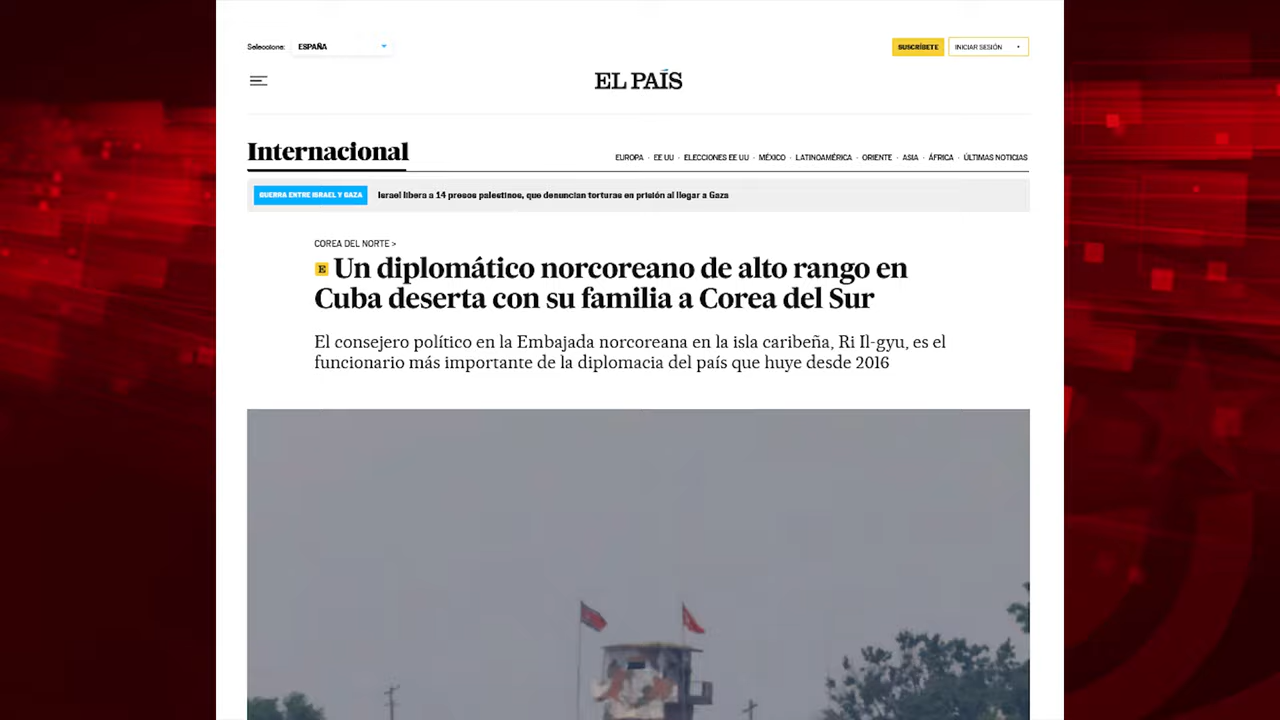 Seleccione: ESPAÑA
SUSCRÍBETE INICIAR SESIÓN
EL PAÍS
Internacional
EUROPA · EE UU · ELECCIONES EE UU · MÉXICO · LATINOAMÉRICA · ORIENTE · ASIA · ÁFRICA · ÚLTIMAS NOTICIAS
GUERRA ENTRE ISRAEL Y GAZA Israel libera a 14 presos palestinos, que denuncian torturas en prisión al llegar a Gaza
COREA DEL NORTE >
E Un diplomático norcoreano de alto rango en
Cuba deserta con su familia a Corea del Sur
El consejero político en la Embajada norcoreana en la isla caribeña, Ri Il-gyu, es el
funcionario más importante de la diplomacia del país que huye desde 2016